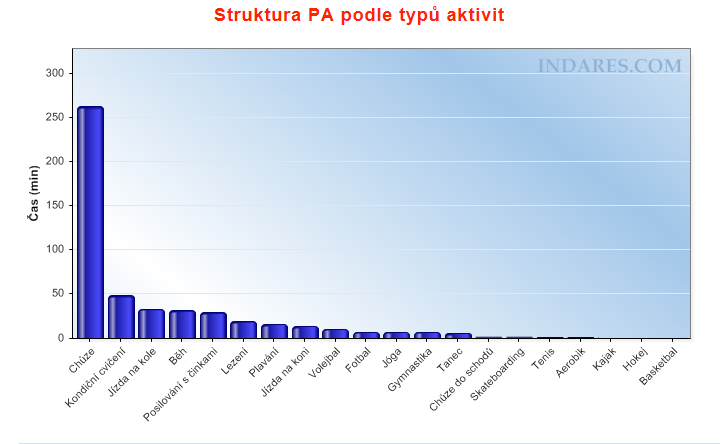 Struktura PA podle typů aktivit
INDARES.COM
Čas (min)
300
250
200
150
100
50
0
Chůze
Kondiční cvičení
Jízda na kole
Běh
Posilování s činkami
Lezení
Plavání
Jízda na koni
Volejbal
Fotbal
Jóga
Gymnastika
Tanec
Chůze do schodů
Skateboarding
Tenis
Aerobik
Kajak
Hokej
Basketbal